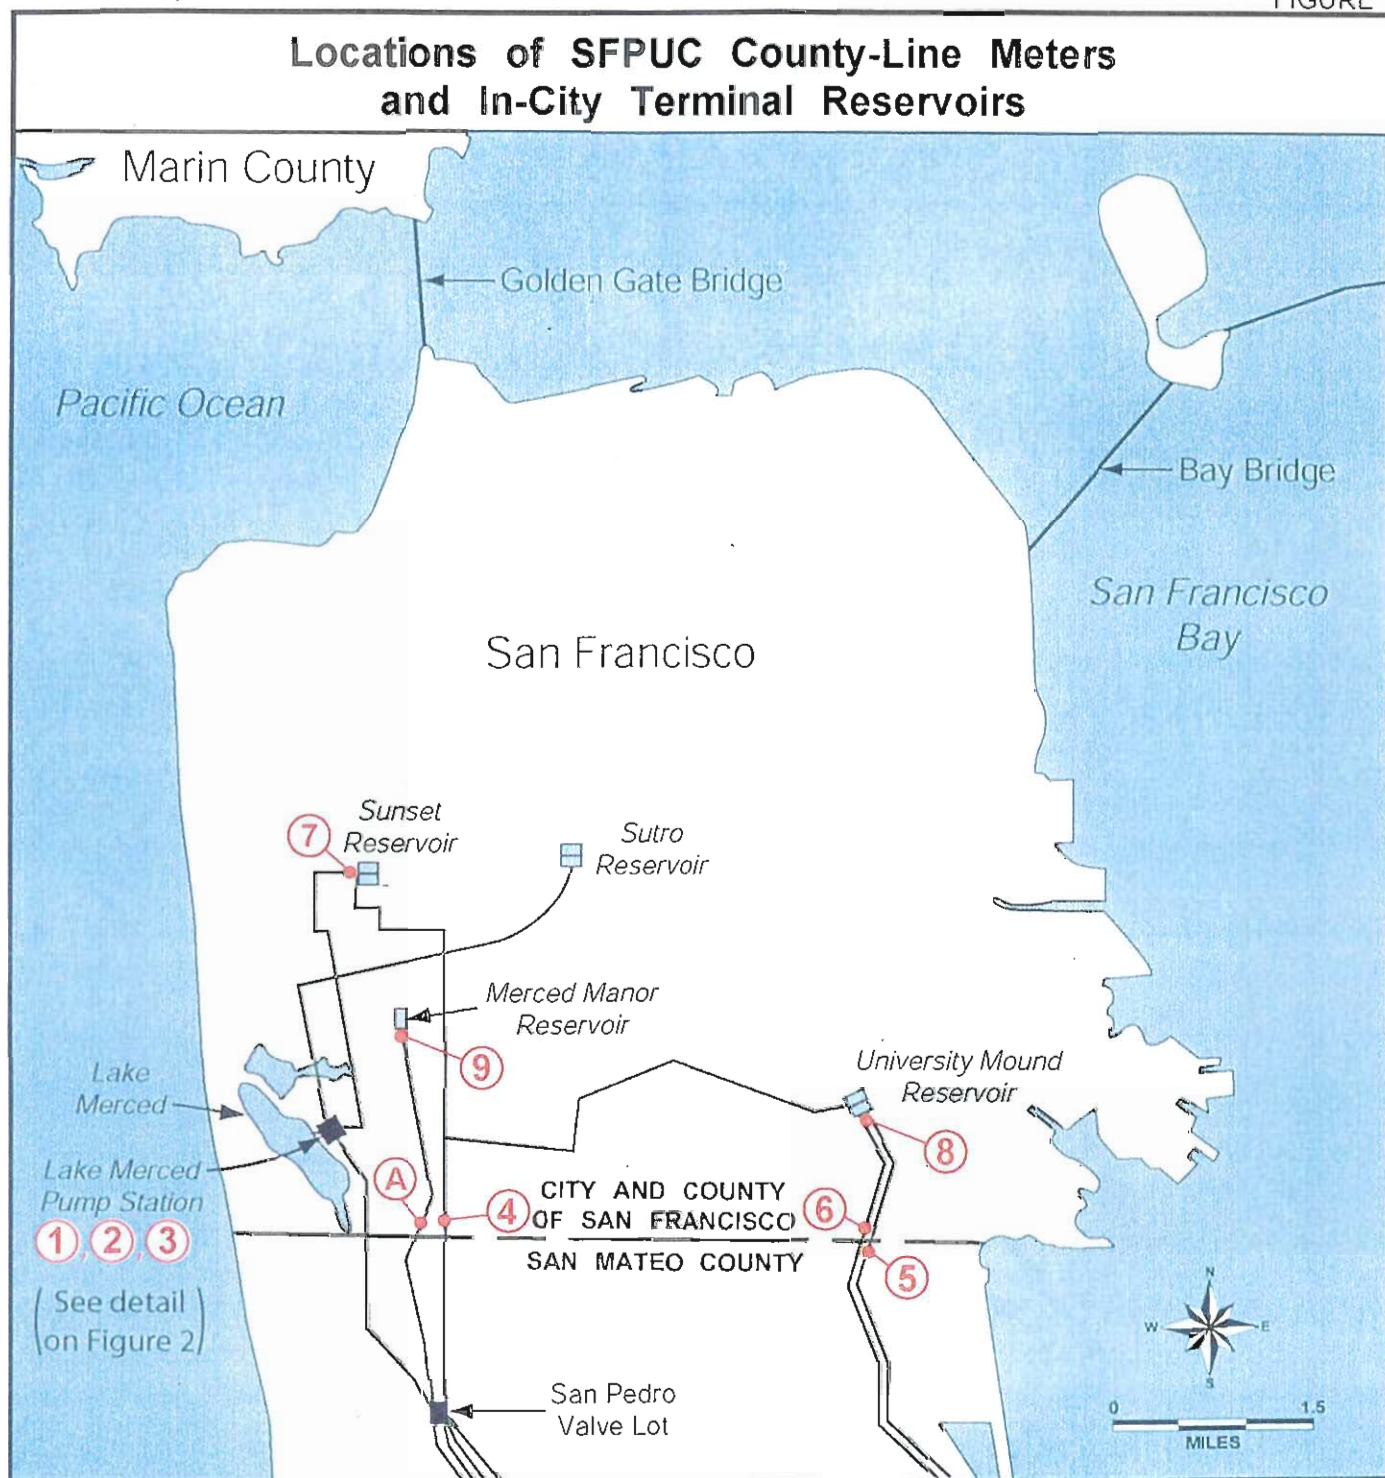 FIGURE
Locations of SFPUC County-Line Meters
and In-City Terminal Reservoirs
Marin County
Golden Gate Bridge
Pacific Ocean
Bay Bridge
San Francisco
Bay
San Francisco
Sunset
Reservoir
7
Sutro
Reservoir
Merced Manor
Reservoir
9
University Mound
Reservoir
8
Lake
Merced
Lake Merced
Pump Station
1, 2, 3
(See detail
on Figure 2)
A
4
CITY AND COUNTY
OF SAN FRANCISCO
6
SAN MATEO COUNTY
5
San Pedro
Valve Lot
N
W
E
S
0
1.5
MILES